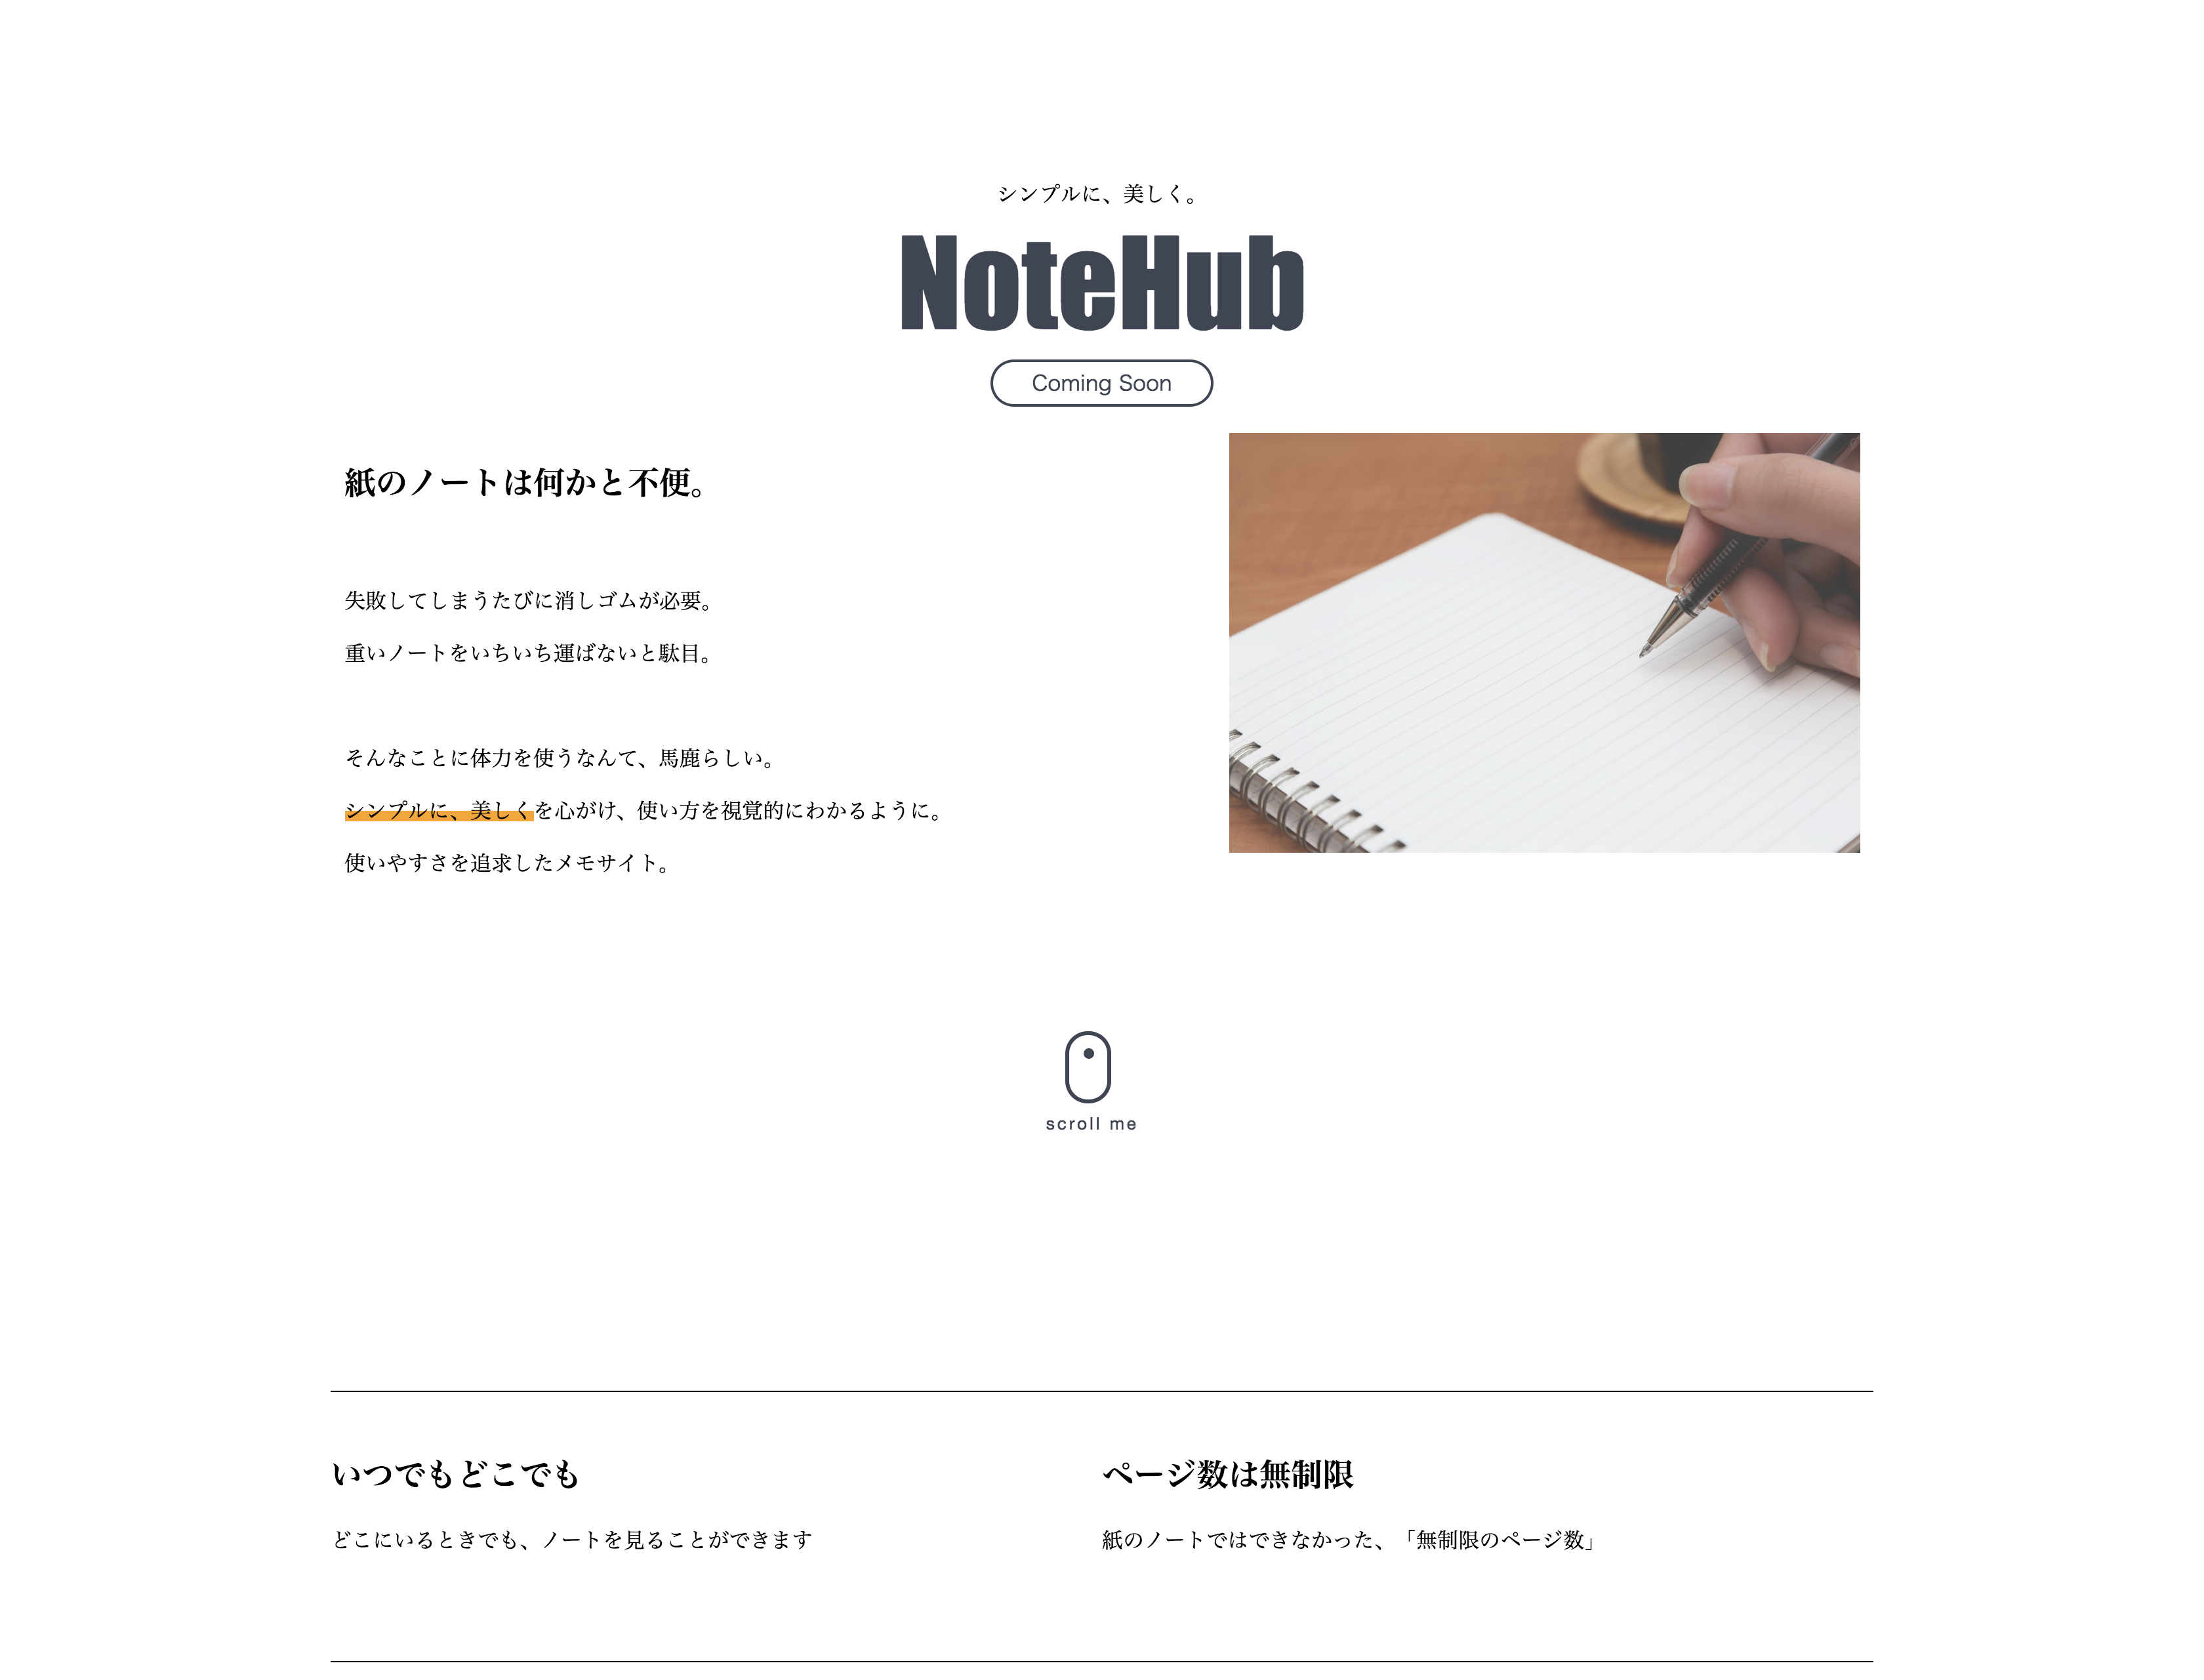 シンプルに、美しく。
NoteHub
Coming Soon
紙のノートは何かと不便。
失敗してしまうたびに消しゴムが必要。
重いノートをいちいち運ばないと駄目。
そんなことに体力を使うなんて、馬鹿らしい。
シンプルに、美しくを心がけ、使い方を視覚的にわかるように。
使いやすさを追求したメモサイト。
scroll me
いつでもどこでも
どこにいるときでも、ノートを見ることができます
ページ数は無制限
紙のノートではできなかった、「無制限のページ数」